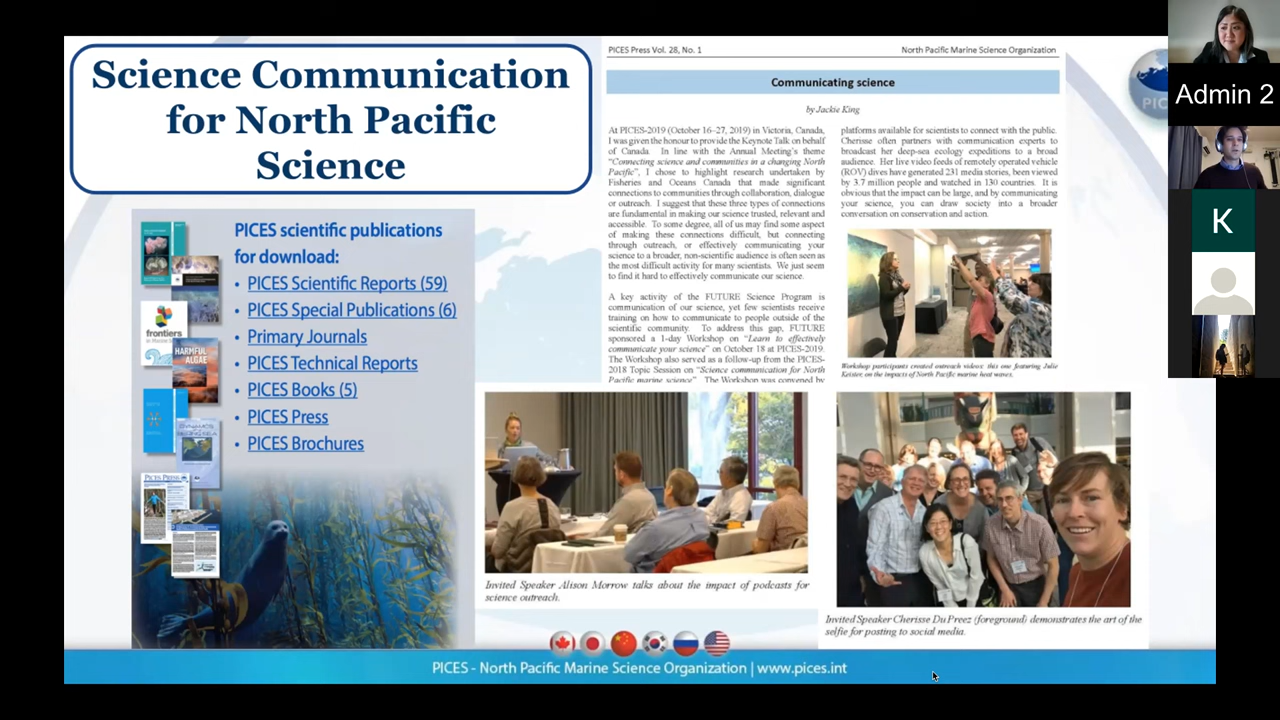 Science Communication
for North Pacific
Science
PICES scientific publications
for download:
• PICES Scientific Reports (59)
• PICES Special Publications (6)
• Primary Journals
• PICES Technical Reports
• PICES Books (5)
• PICES Press
• PICES Brochures
frontiers
HARMFUL
ALGAE
PICES PRESS
PICES Press Vol. 28, No. 1
North Pacific Marine Science Organization
Communicating science
by Jackie King
At PICES-2019 (October 16–27, 2019) in Victoria, Canada,
I was given the honour to provide the Keynote Talk on behalf
of Canada. In line with the Annual Meeting's theme
"Connecting science and communities in a changing North
Pacific", I chose to highlight research undertaken by
Fisheries and Oceans Canada that made significant
connections to communities through collaboration, dialogue
or outreach. I suggest that these three types of connections
are fundamental in making our science trusted, relevant and
accessible. To some degree, all of us may find some aspect
of making these connections difficult, but connecting
through outreach, or effectively communicating your
science to a broader, non-scientific audience is often seen as
the most difficult activity for many scientists. We just seem
to find it hard to effectively communicate our science.
A key activity of the FUTURE Science Program is
communication of our science, yet few scientists receive
training on how to communicate to people outside of the
scientific community. To address this gap, FUTURE
sponsored a 1-day Workshop on "Learn to effectively
communicate your science" on October 18 at PICES-2019.
The Workshop also served as a follow-up from the PICES-
2018 Topic Session on "Science communication for North
Pacific marine science". The Workshop was convened by
platforms available for scientists to connect with the public.
Cherisse often partners with communication experts to
broadcast her deep-sea ecology expeditions to a broad
audience. Her live video feeds of remotely operated vehicle
(ROV) dives have generated 231 media stories, been viewed
by 3.7 million people and watched in 130 countries. It is
obvious that the impact can be large, and by communicating
your science, you can draw society into a broader
conversation on conservation and action.
Workshop participants created outreach videos: this one featuring Julie
Keister on the impacts of North Pacific marine heat waves.
Invited Speaker Alison Morrow talks about the impact of podcasts for
science outreach.
Invited Speaker Cherisse Du Preez (foreground) demonstrates the art of the
selfie for posting to social media.
PICES - North Pacific Marine Science Organization | www.pices.int
PIC
Admin 2
K